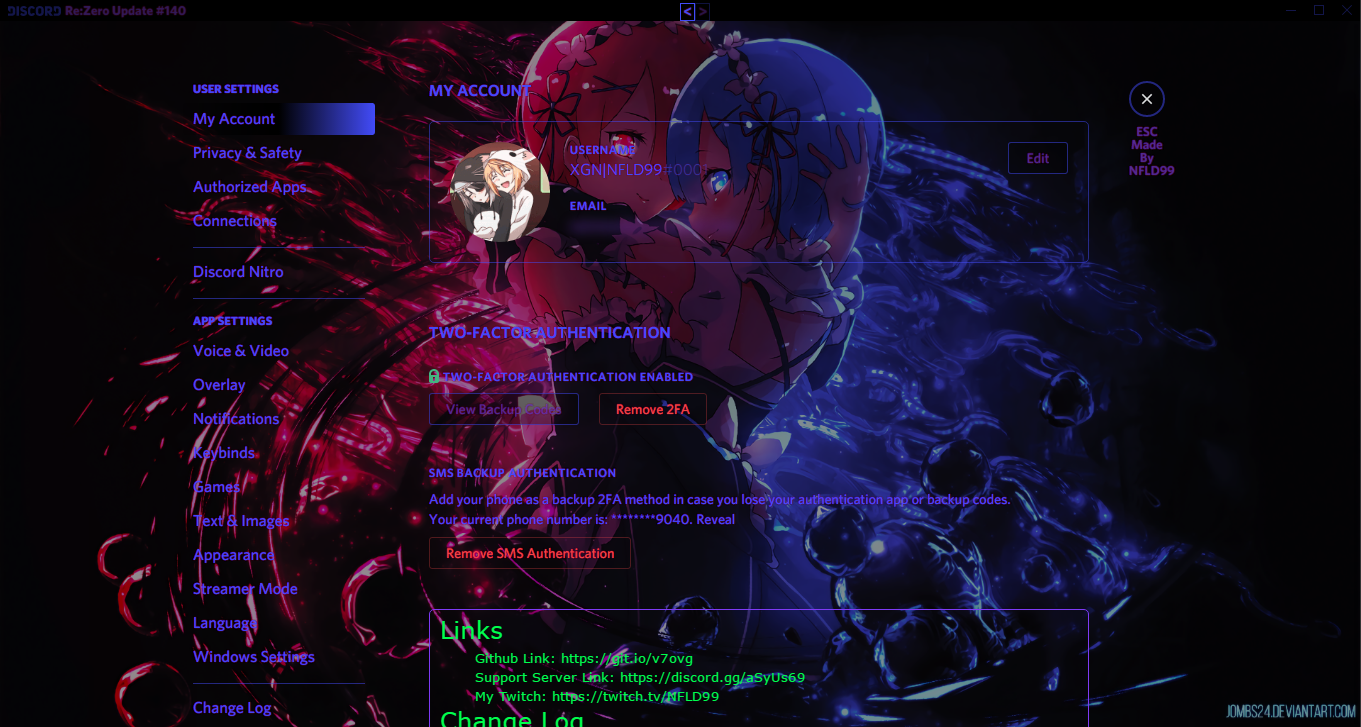 DISCORD Re:Zero Update #140
< >
USER SETTINGS
My Account
Privacy & Safety
Authorized Apps
Connections
Discord Nitro
APP SETTINGS
Voice & Video
Overlay
Notifications
Keybinds
Games
Text & Images
Appearance
Streamer Mode
Language
Windows Settings
Change Log
MY ACCOUNT
USERNAME
XGN|NFLD99#0001
EMAIL
Edit
TWO-FACTOR AUTHENTICATION
TWO-FACTOR AUTHENTICATION ENABLED
View Backup Codes
Remove 2FA
SMS BACKUP AUTHENTICATION
Add your phone as a backup 2FA method in case you lose your authentication app or backup codes.
Your current phone number is: ********9040. Reveal
Remove SMS Authentication
Links
Github Link: https://git.io/v7ovg
Support Server Link: https://discord.gg/aSyUs69
My Twitch: https://twitch.tv/NFLD99
Change Log
ESC
Made
By
NFLD99
JOMBS24.DEVIANTART.COM